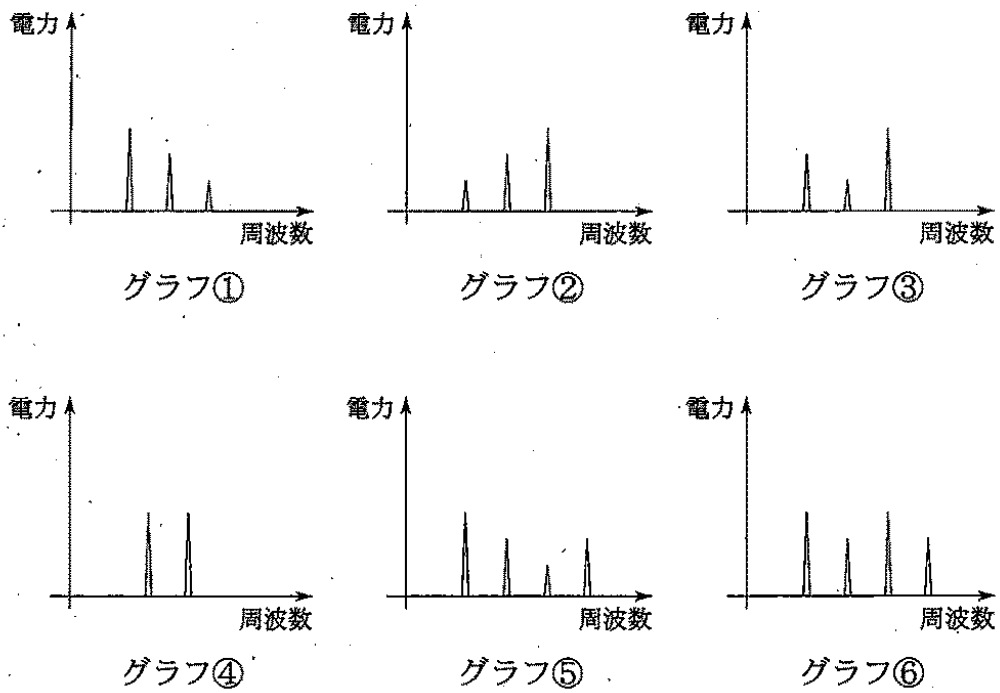 電力
周波数
グラフ①
電力
周波数
グラフ②
電力
周波数
グラフ③
電力
周波数
グラフ④
電力
周波数
グラフ⑤
電力
周波数
グラフ⑥